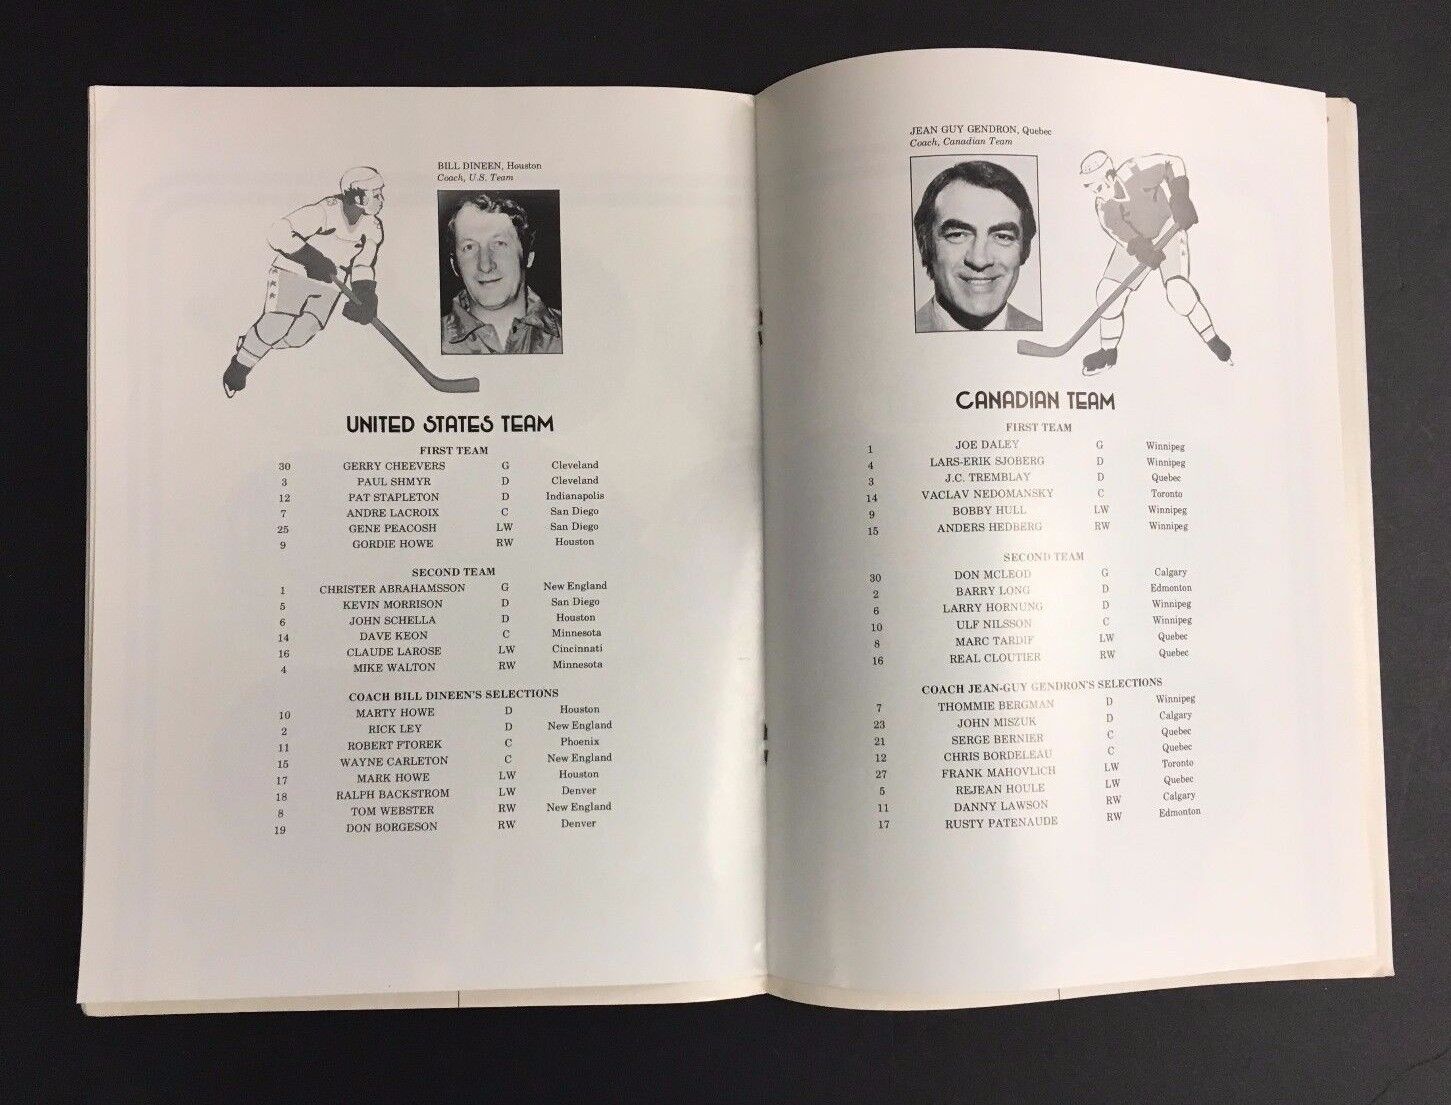 BILL DINEEN, Houston
Coach, U.S. Team
UNITED STATES TEAM
FIRST TEAM
30 GERRY CHEEVERS G Cleveland
3 PAUL SHMYR D Cleveland
12 PAT STAPLETON D Indianapolis
7 ANDRE LACROIX C San Diego
25 GENE PEACOSH LW San Diego
9 GORDIE HOWE RW Houston
SECOND TEAM
1 CHRISTER ABRAHAMSSON G New England
5 KEVIN MORRISON D San Diego
6 JOHN SCHELLA D Houston
14 DAVE KEON C Minnesota
16 CLAUDE LAROSE LW Cincinnati
4 MIKE WALTON RW Minnesota
COACH BILL DINEEN'S SELECTIONS
10 MARTY HOWE D Houston
2 RICK LEY D New England
11 ROBERT FTOREK C Phoenix
15 WAYNE CARLETON C New England
17 MARK HOWE LW Houston
18 RALPH BACKSTROM LW Denver
8 TOM WEBSTER RW New England
19 DON BORGESON RW Denver
JEAN GUY GENDRON, Quebec
Coach, Canadian Team
CANADIAN TEAM
FIRST TEAM
1 JOE DALEY G Winnipeg
4 LARS-ERIK SJOBERG D Winnipeg
3 J.C. TREMBLAY D Quebec
14 VACLAV NEDOMANSKY C Toronto
9 BOBBY HULL LW Winnipeg
15 ANDERS HEDBERG RW Winnipeg
SECOND TEAM
30 DON MCLEOD G Calgary
2 BARRY LONG D Edmonton
6 LARRY HORNUNG D Winnipeg
10 ULF NILSSON C Winnipeg
8 MARC TARDIF LW Quebec
16 REAL CLOUTIER RW Quebec
COACH JEAN-GUY GENDRON'S SELECTIONS
7 THOMMIE BERGMAN D Winnipeg
23 JOHN MISZUK D Calgary
21 SERGE BERNIER C Quebec
12 CHRIS BORDELEAU C Quebec
27 FRANK MAHOVLICH LW Toronto
5 REJEAN HOULE LW Quebec
11 DANNY LAWSON RW Calgary
17 RUSTY PATENAUDE RW Edmonton